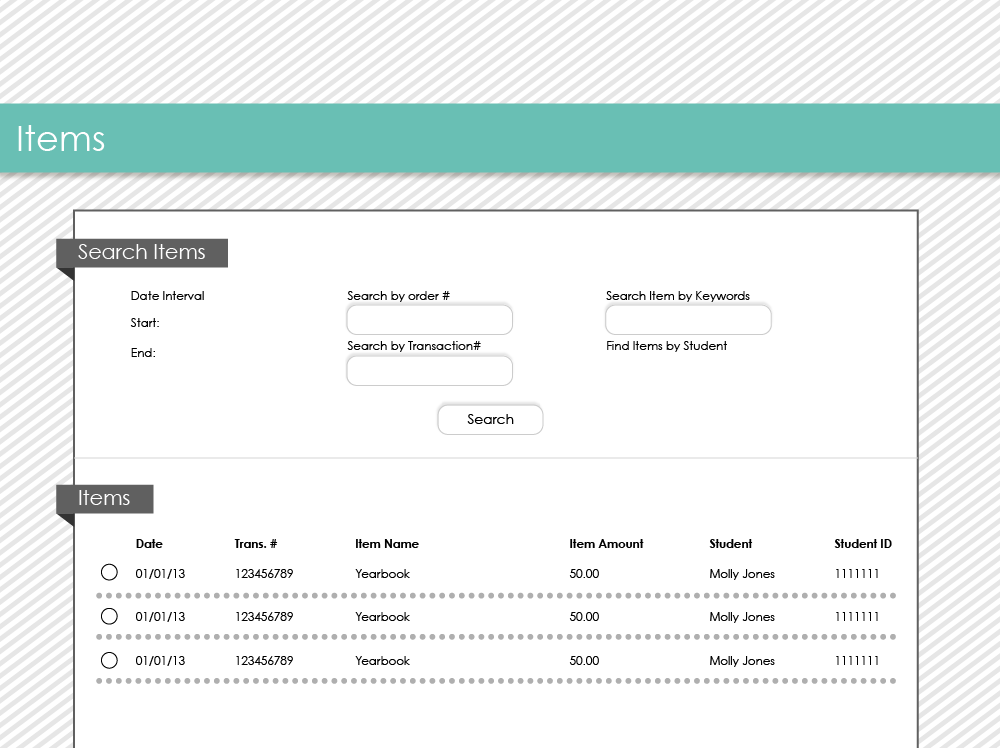 Items
Search Items
Date Interval
Start:
End:
Search by order #
Search by Transaction#
Search Item by Keywords
Find Items by Student
Search
Items
Date Trans. # Item Name Item Amount Student Student ID
01/01/13 123456789 Yearbook 50.00 Molly Jones 1111111
01/01/13 123456789 Yearbook 50.00 Molly Jones 1111111
01/01/13 123456789 Yearbook 50.00 Molly Jones 1111111